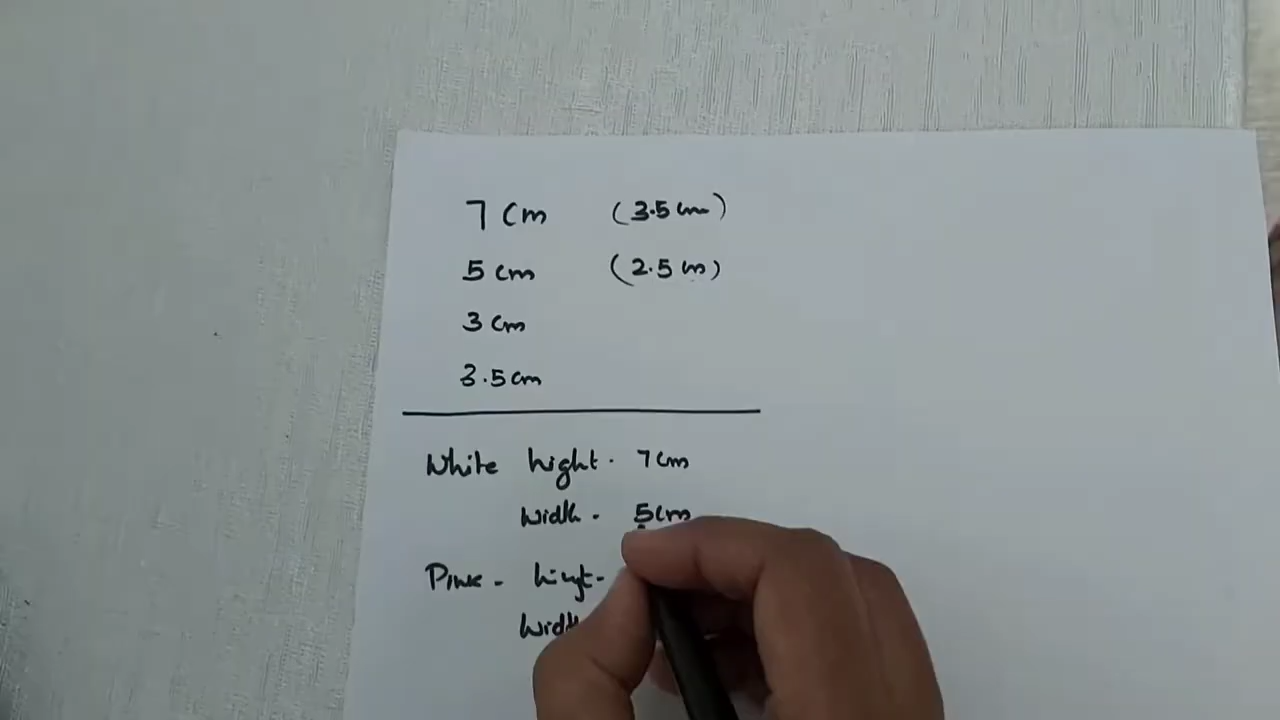 7 cm (3.5 cm)
5 cm (2.5 cm)
3 cm
3.5 cm
White hight. 7 cm
Width - 5 cm
Pink - hight -
Width